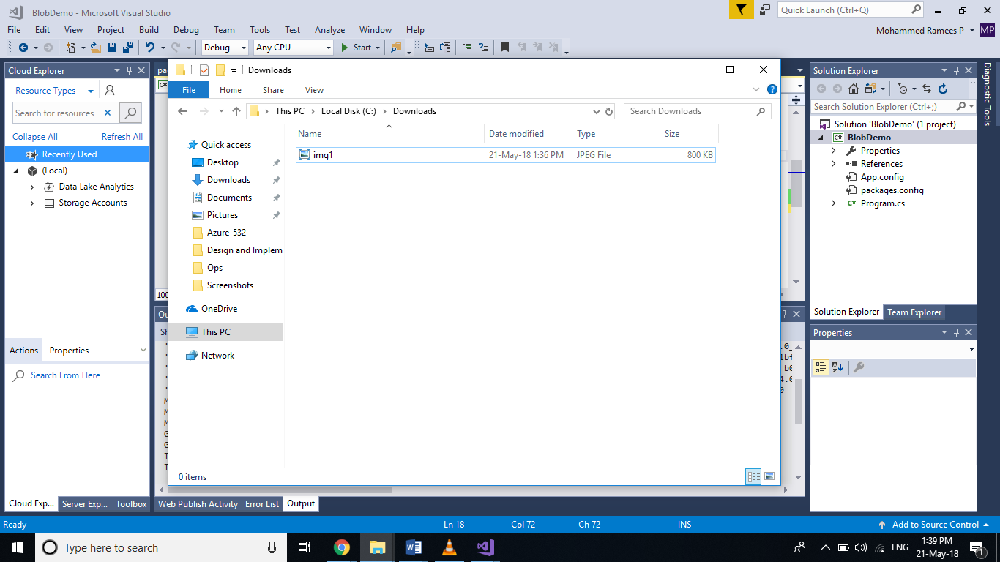 BlobDemo - Microsoft Visual Studio
Quick Launch (Ctrl+Q)
File Edit View Project Build Debug Team Tools Test Analyze Window Help
Mohammed Ramees P
MP
Debug
Any CPU
Start
Cloud Explorer
Resource Types
Search for resources
Collapse All
Refresh All
Recently Used
(Local)
Data Lake Analytics
Storage Accounts
Actions
Properties
Search From Here
Cloud Exp...
Server Exp...
Toolbox
Downloads
File
Home
Share
View
This PC
Local Disk (C:)
Downloads
Search Downloads
Name
Date modified
Type
Size
img1
21-May-18 1:36 PM
JPEG File
800 KB
Quick access
Desktop
Downloads
Documents
Pictures
Azure-532
Design and Implem
Ops
Screenshots
OneDrive
This PC
Network
0 items
Web Publish Activity
Error List
Output
Solution Explorer
Search Solution Explorer (Ctrl+;)
Solution 'BlobDemo' (1 project)
BlobDemo
Properties
References
App.config
packages.config
Program.cs
Solution Explorer
Team Explorer
Properties
Diagnostic Tools
Ready
Ln 18
Col 72
Ch 72
INS
Add to Source Control
Type here to search
ENG
1:39 PM
21-May-18
1